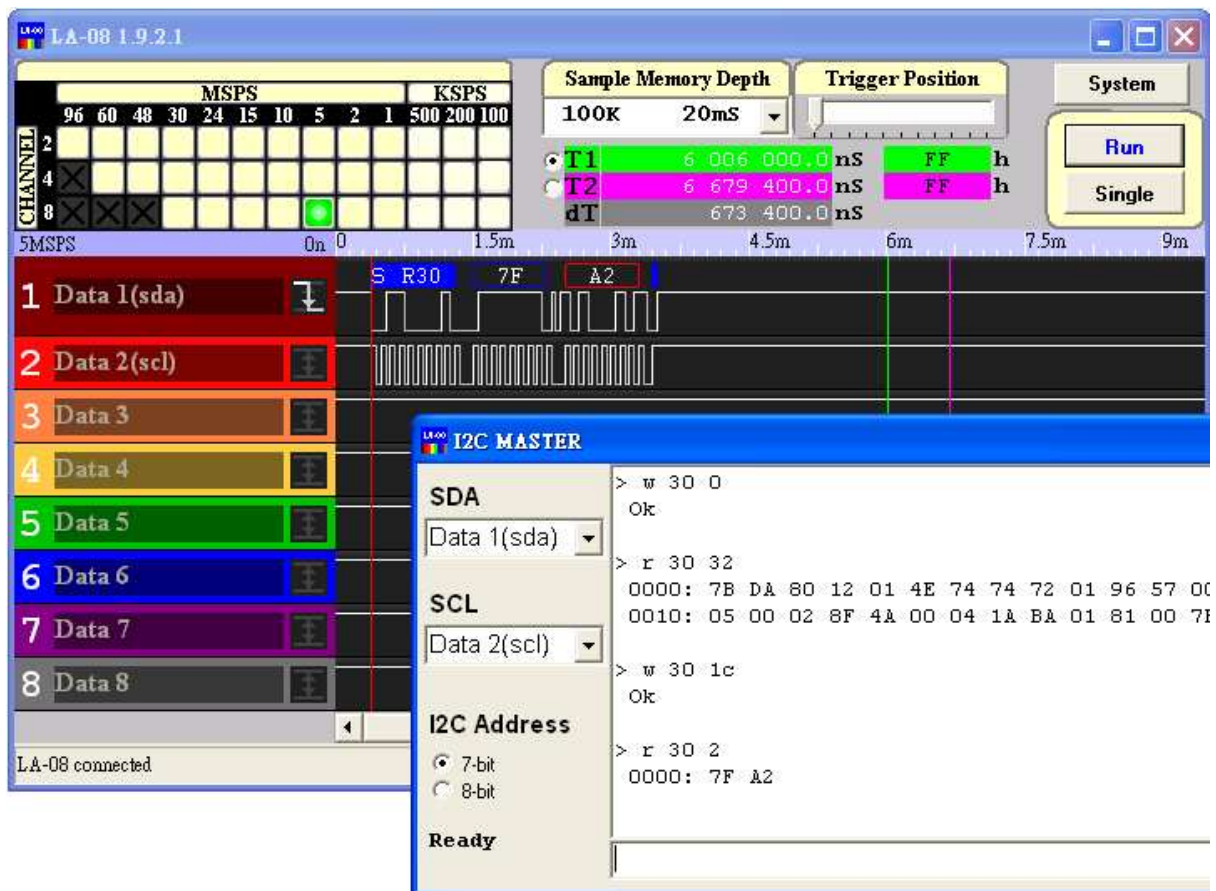 LA-08 1.9.2.1
MSPS KSPS
96 60 48 30 24 15 10 5 2 1 500 200 100
CHANNEL
2
4
8
Sample Memory Depth
100K 20mS
Trigger Position
T1 6 006 000.0 nS FF h
T2 6 679 400.0 nS FF h
dT 673 400.0 nS
System
Run
Single
5MSPS 0n 0 1.5m 3m 4.5m 6m 7.5m 9m
S R30 7F A2
1 Data 1(sda)
2 Data 2(scl)
3 Data 3
4 Data 4
5 Data 5
6 Data 6
7 Data 7
8 Data 8
LA-08 connected
I2C MASTER
SDA
Data 1(sda)
SCL
Data 2(scl)
I2C Address
7-bit
8-bit
Ready
> w 30 0
Ok
> r 30 32
0000: 7B DA 80 12 01 4E 74 74 72 01 96 57 00
0010: 05 00 02 8F 4A 00 04 1A BA 01 81 00
> w 30 1c
Ok
> r 30 2
0000: 7F A2